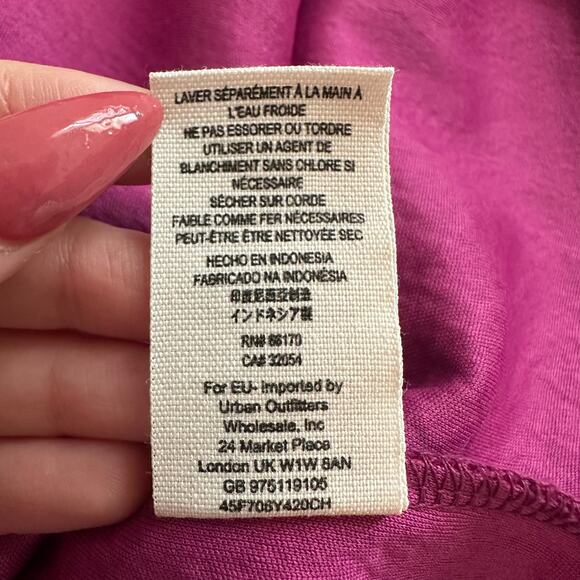 LAVER SÉPARÉMENT À LA MAIN À
L'EAU FROIDE
NE PAS ESSORER OU TORDRE
UTILISER UN AGENT DE
BLANCHIMENT SANS CHLORE SI
NÉCESSAIRE
SÉCHER SUR CORDE
FAIBLE COMME FER NÉCESSAIRES
PEUT-ÊTRE ÊTRE NETTOYÉE SEC
HECHO EN INDONESIA
FABRICADO NA INDONÉSIA
印度尼西亚制造
インドネシア製
RN# 66170
CA# 32054
For EU- Imported by
Urban Outfitters
Wholesale, Inc
24 Market Place
London UK W1W 8AN
GB 975119105
45F706Y420CH